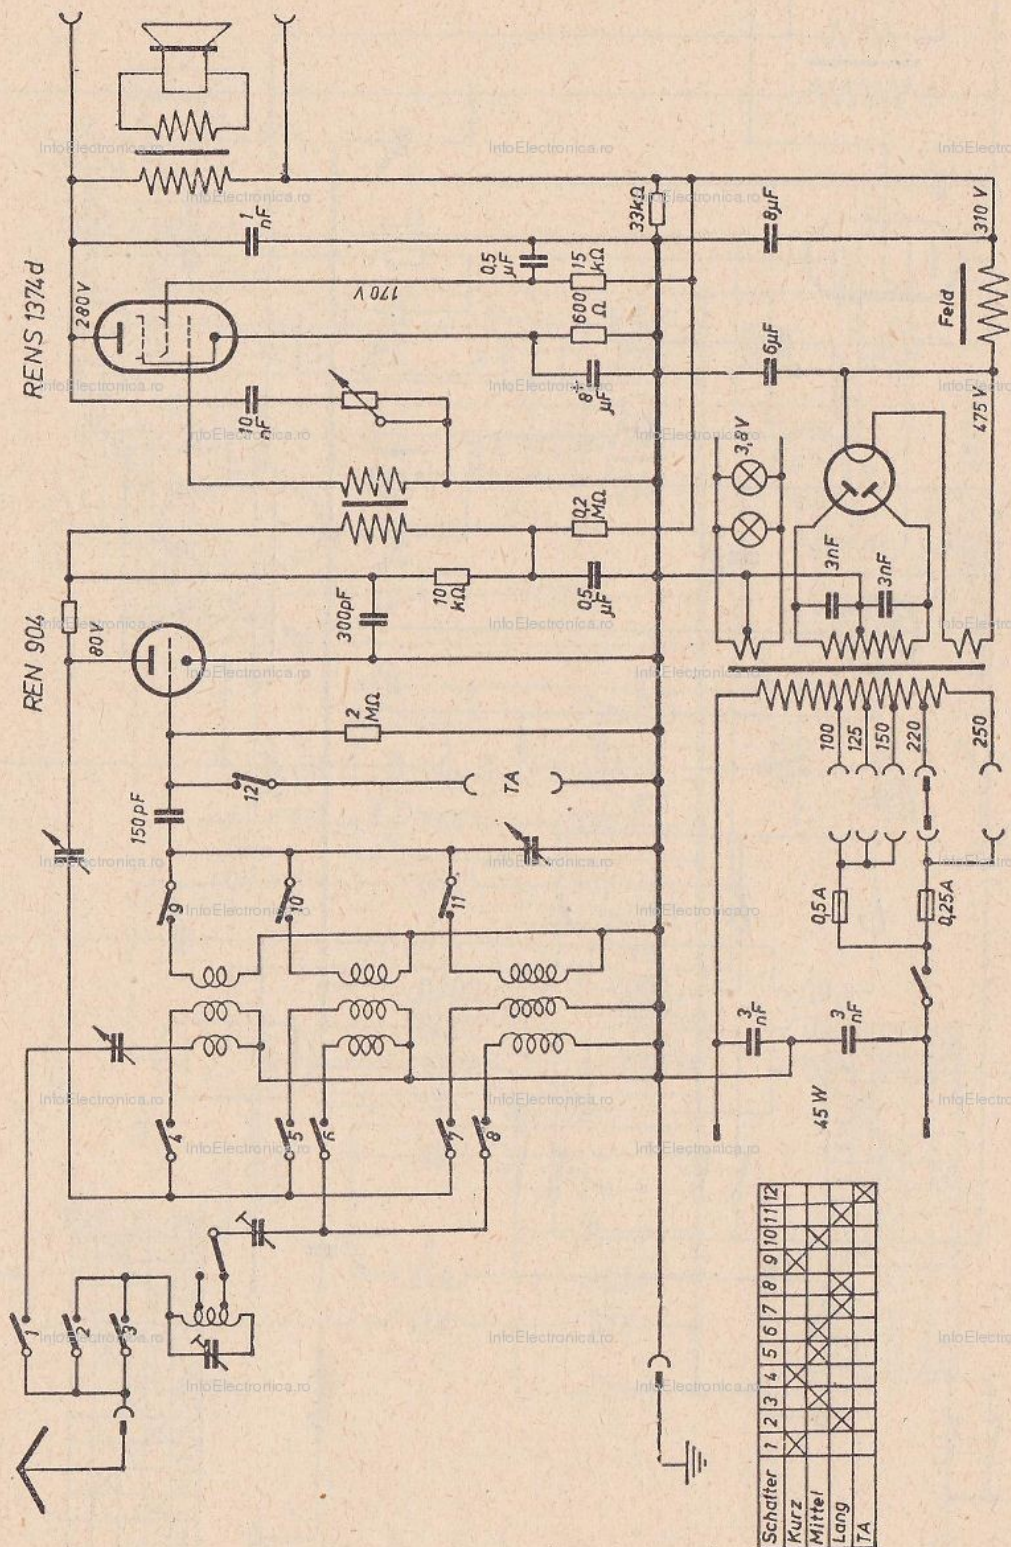 RENS 1374d
REN 904
280V
170V
1 nF
0,5 µF
15 kΩ
600 Ω
8 µF
33kΩ
8µF
310 V
Feld
6µF
475 V
10 nF
3,8V
0,2 MΩ
0,5 µF
10 kΩ
300pF
80V
3nF
3nF
2 MΩ
TA
12
150pF
100
125
150
220
250
9
10
11
0,5A
0,25A
3 nF
3 nF
45 W
4
5
6
7
8
1
2
3
Schalter 1 2 3 4 5 6 7 8 9 10 11 12
Kurz
Mittel
Lang
TA
InfoElectronica.ro